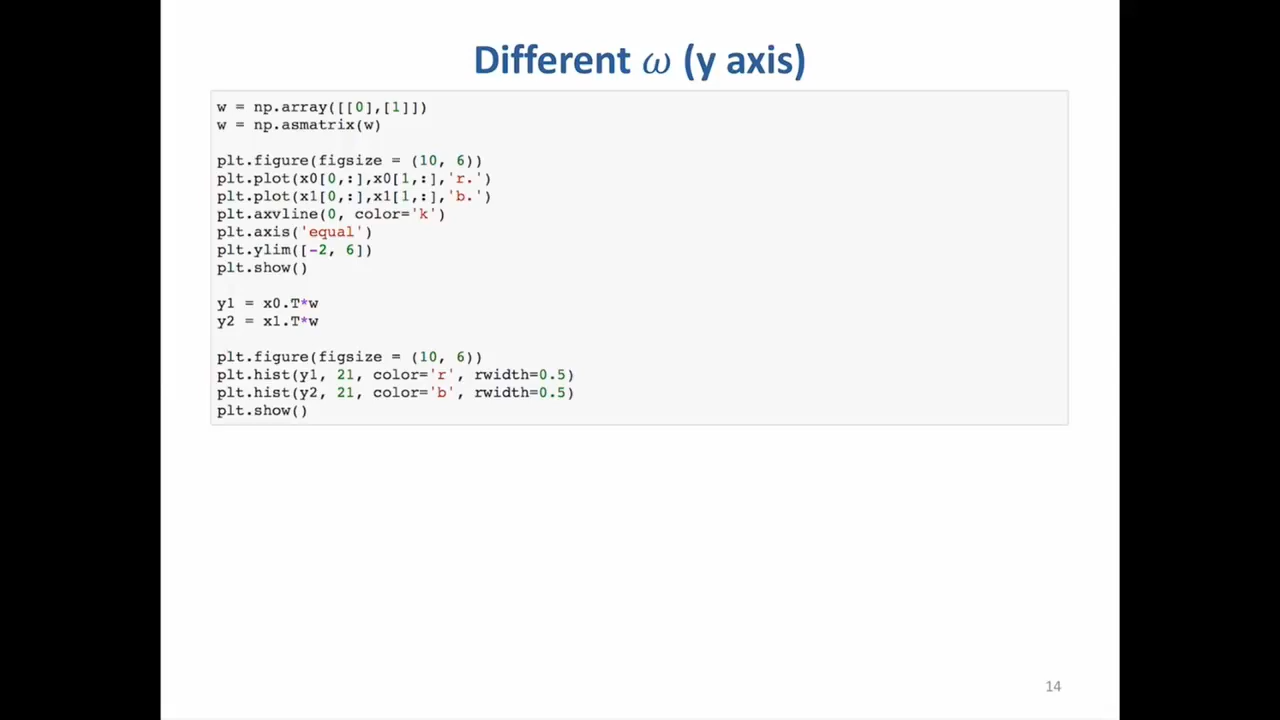 Different ω (y axis)
w = np.array([[0],[1]])
w = np.asmatrix(w)
plt.figure(figsize = (10, 6))
plt.plot(x0[0,:],x0[1,:],'r.')
plt.plot(x1[0,:],x1[1,:],'b.')
plt.axvline(0, color='k')
plt.axis('equal')
plt.ylim([-2, 6])
plt.show()
y1 = x0.T*w
y2 = x1.T*w
plt.figure(figsize = (10, 6))
plt.hist(y1, 21, color='r', rwidth=0.5)
plt.hist(y2, 21, color='b', rwidth=0.5)
plt.show()
14